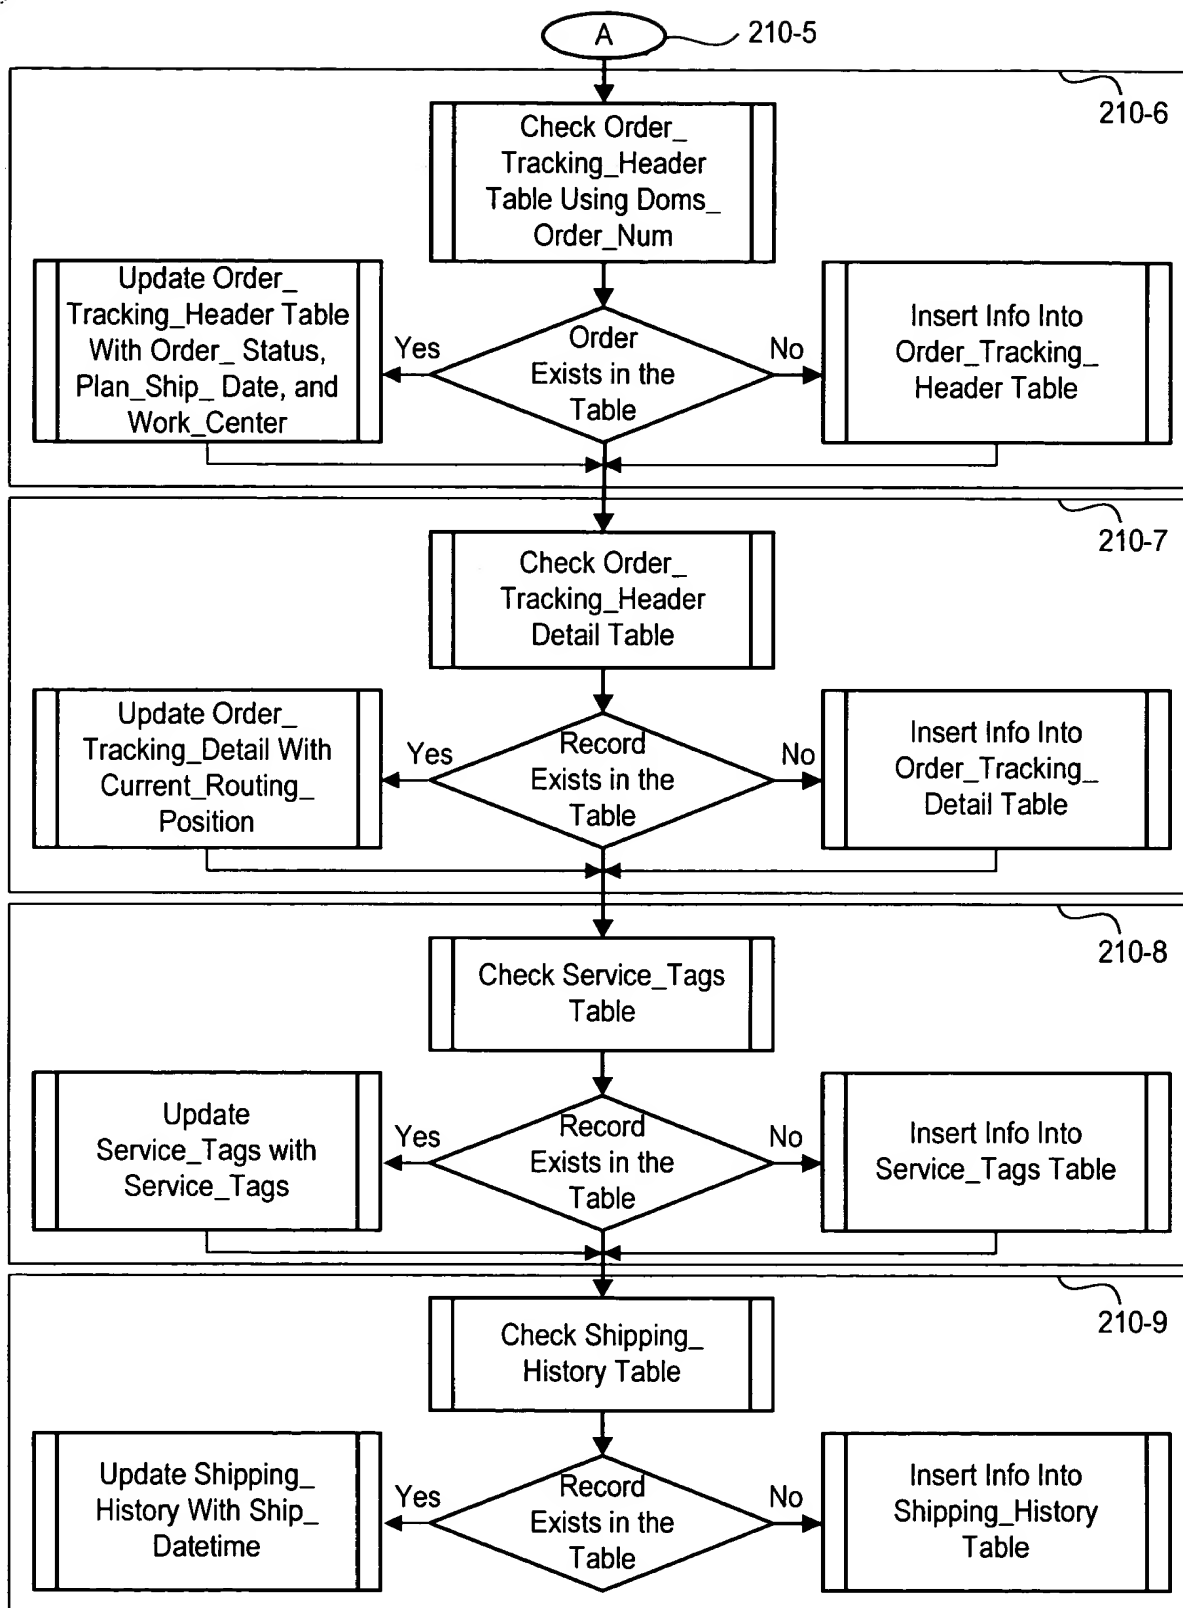 A
210-5
210-6
Check Order_
Tracking_Header
Table Using Doms_
Order_Num
Update Order_
Tracking_Header Table
With Order_ Status,
Plan_Ship_ Date, and
Work_Center
Yes
Order
Exists in the
Table
No
Insert Info Into
Order_Tracking_
Header Table
210-7
Check Order_
Tracking_Header
Detail Table
Update Order_
Tracking_Detail With
Current_Routing_
Position
Yes
Record
Exists in the
Table
No
Insert Info Into
Order_Tracking_
Detail Table
210-8
Check Service_Tags
Table
Update
Service_Tags with
Service_Tags
Yes
Record
Exists in the
Table
No
Insert Info Into
Service_Tags Table
210-9
Check Shipping_
History Table
Update Shipping_
History With Ship_
Datetime
Yes
Record
Exists in the
Table
No
Insert Info Into
Shipping_History
Table